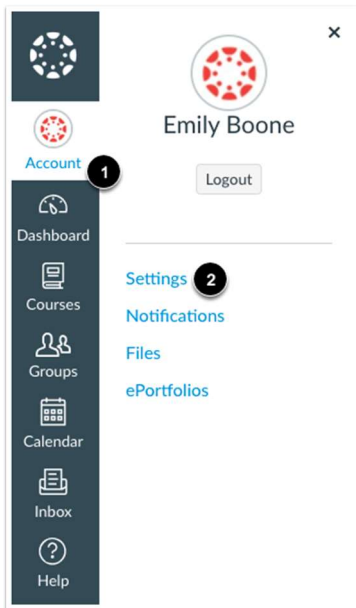 ×
Emily Boone
Logout
Account
1
Dashboard
Courses
Groups
Calendar
Inbox
Help
Settings 2
Notifications
Files
ePortfolios